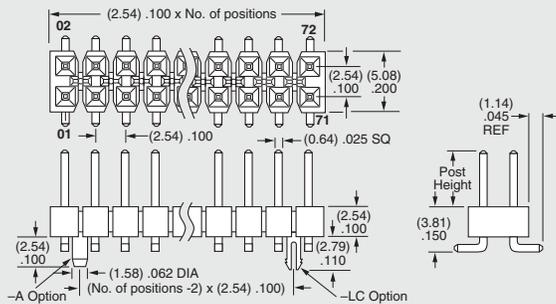 (2.54) .100 x No. of positions
02
72
(2.54)
.100
(5.08)
.200
01
(2.54) .100
71
(0.64) .025 SQ
(1.14)
.045
REF
Post
Height
(2.54)
.100
(3.81)
.150
(2.54)
.100
(2.79)
.110
(1.58) .062 DIA
–A Option
(No. of positions -2) x (2.54) .100)
–LC Option